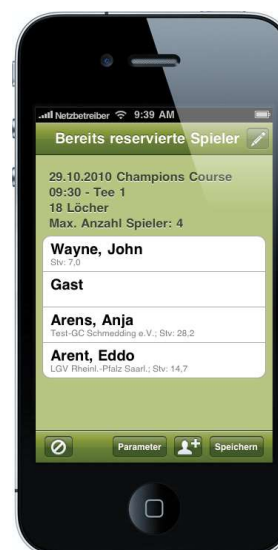 Netzbetreiber 9:39 AM
Bereits reservierte Spieler
29.10.2010 Champions Course
09:30 - Tee 1
18 Löcher
Max. Anzahl Spieler: 4
Wayne, John
Stv: 7,0
Gast
Arens, Anja
Test-GC Schmedding e.V.; Stv: 28,2
Arent, Eddo
LGV Rheinl.-Pfalz Saarl.; Stv: 14,7
Parameter Speichern